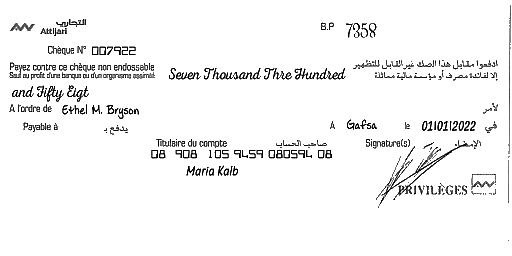 التجاري
Attijari
B.P 7358
Chèque N° 007922
Payez contre ce chèque non endossable
Sauf au profit d'une banque ou d'un organisme assimilé
Seven Thousand Thre Hundred
ادفعوا مقابل هذا الصك غير القابل للتظهير
إلا لفائدة مصرف أو مؤسسة مالية مماثلة
and Fifty Eigt
A l'ordre de Ethel M. Bryson لأمر
Payable à يدفع بـ
A Gafsa le 01/01/2022 في
Titulaire du compte صاحب الحساب
Signature(s) الإمضاء
08 908 105 9459 080594 08
Maria Kalb
PRIVILÈGES